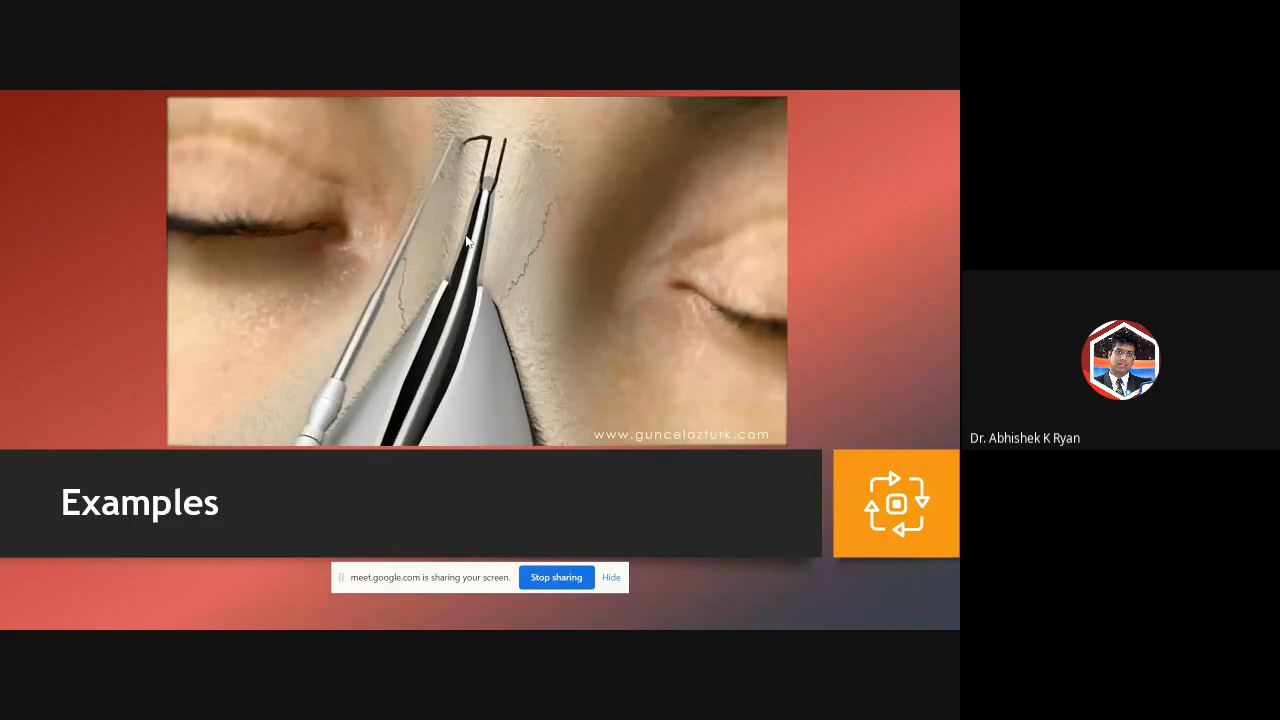 www.guncelozturk.com
Examples
meet.google.com is sharing your screen. Stop sharing Hide
Dr. Abhishek K Ryan